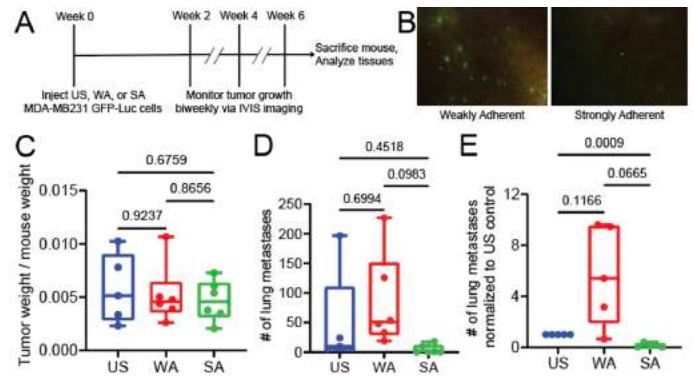 A
Week 0
Week 2
Week 4
Week 6
Sacrifice mouse,
Analyze tissues
Inject US, WA, or SA
MDA-MB231 GFP-Luc cells
Monitor tumor growth
biweekly via IVIS imaging
B
Weakly Adherent
Strongly Adherent
C
0.6759
0.8656
0.9237
Tumor weight / mouse weight
0.015
0.010
0.005
0.000
US
WA
SA
D
0.4518
0.0983
0.6994
# of lung metastases
250
200
150
100
50
0
US
WA
SA
E
0.0009
0.0665
0.1166
# of lung metastases
normalized to US control
12
8
4
0
US
WA
SA